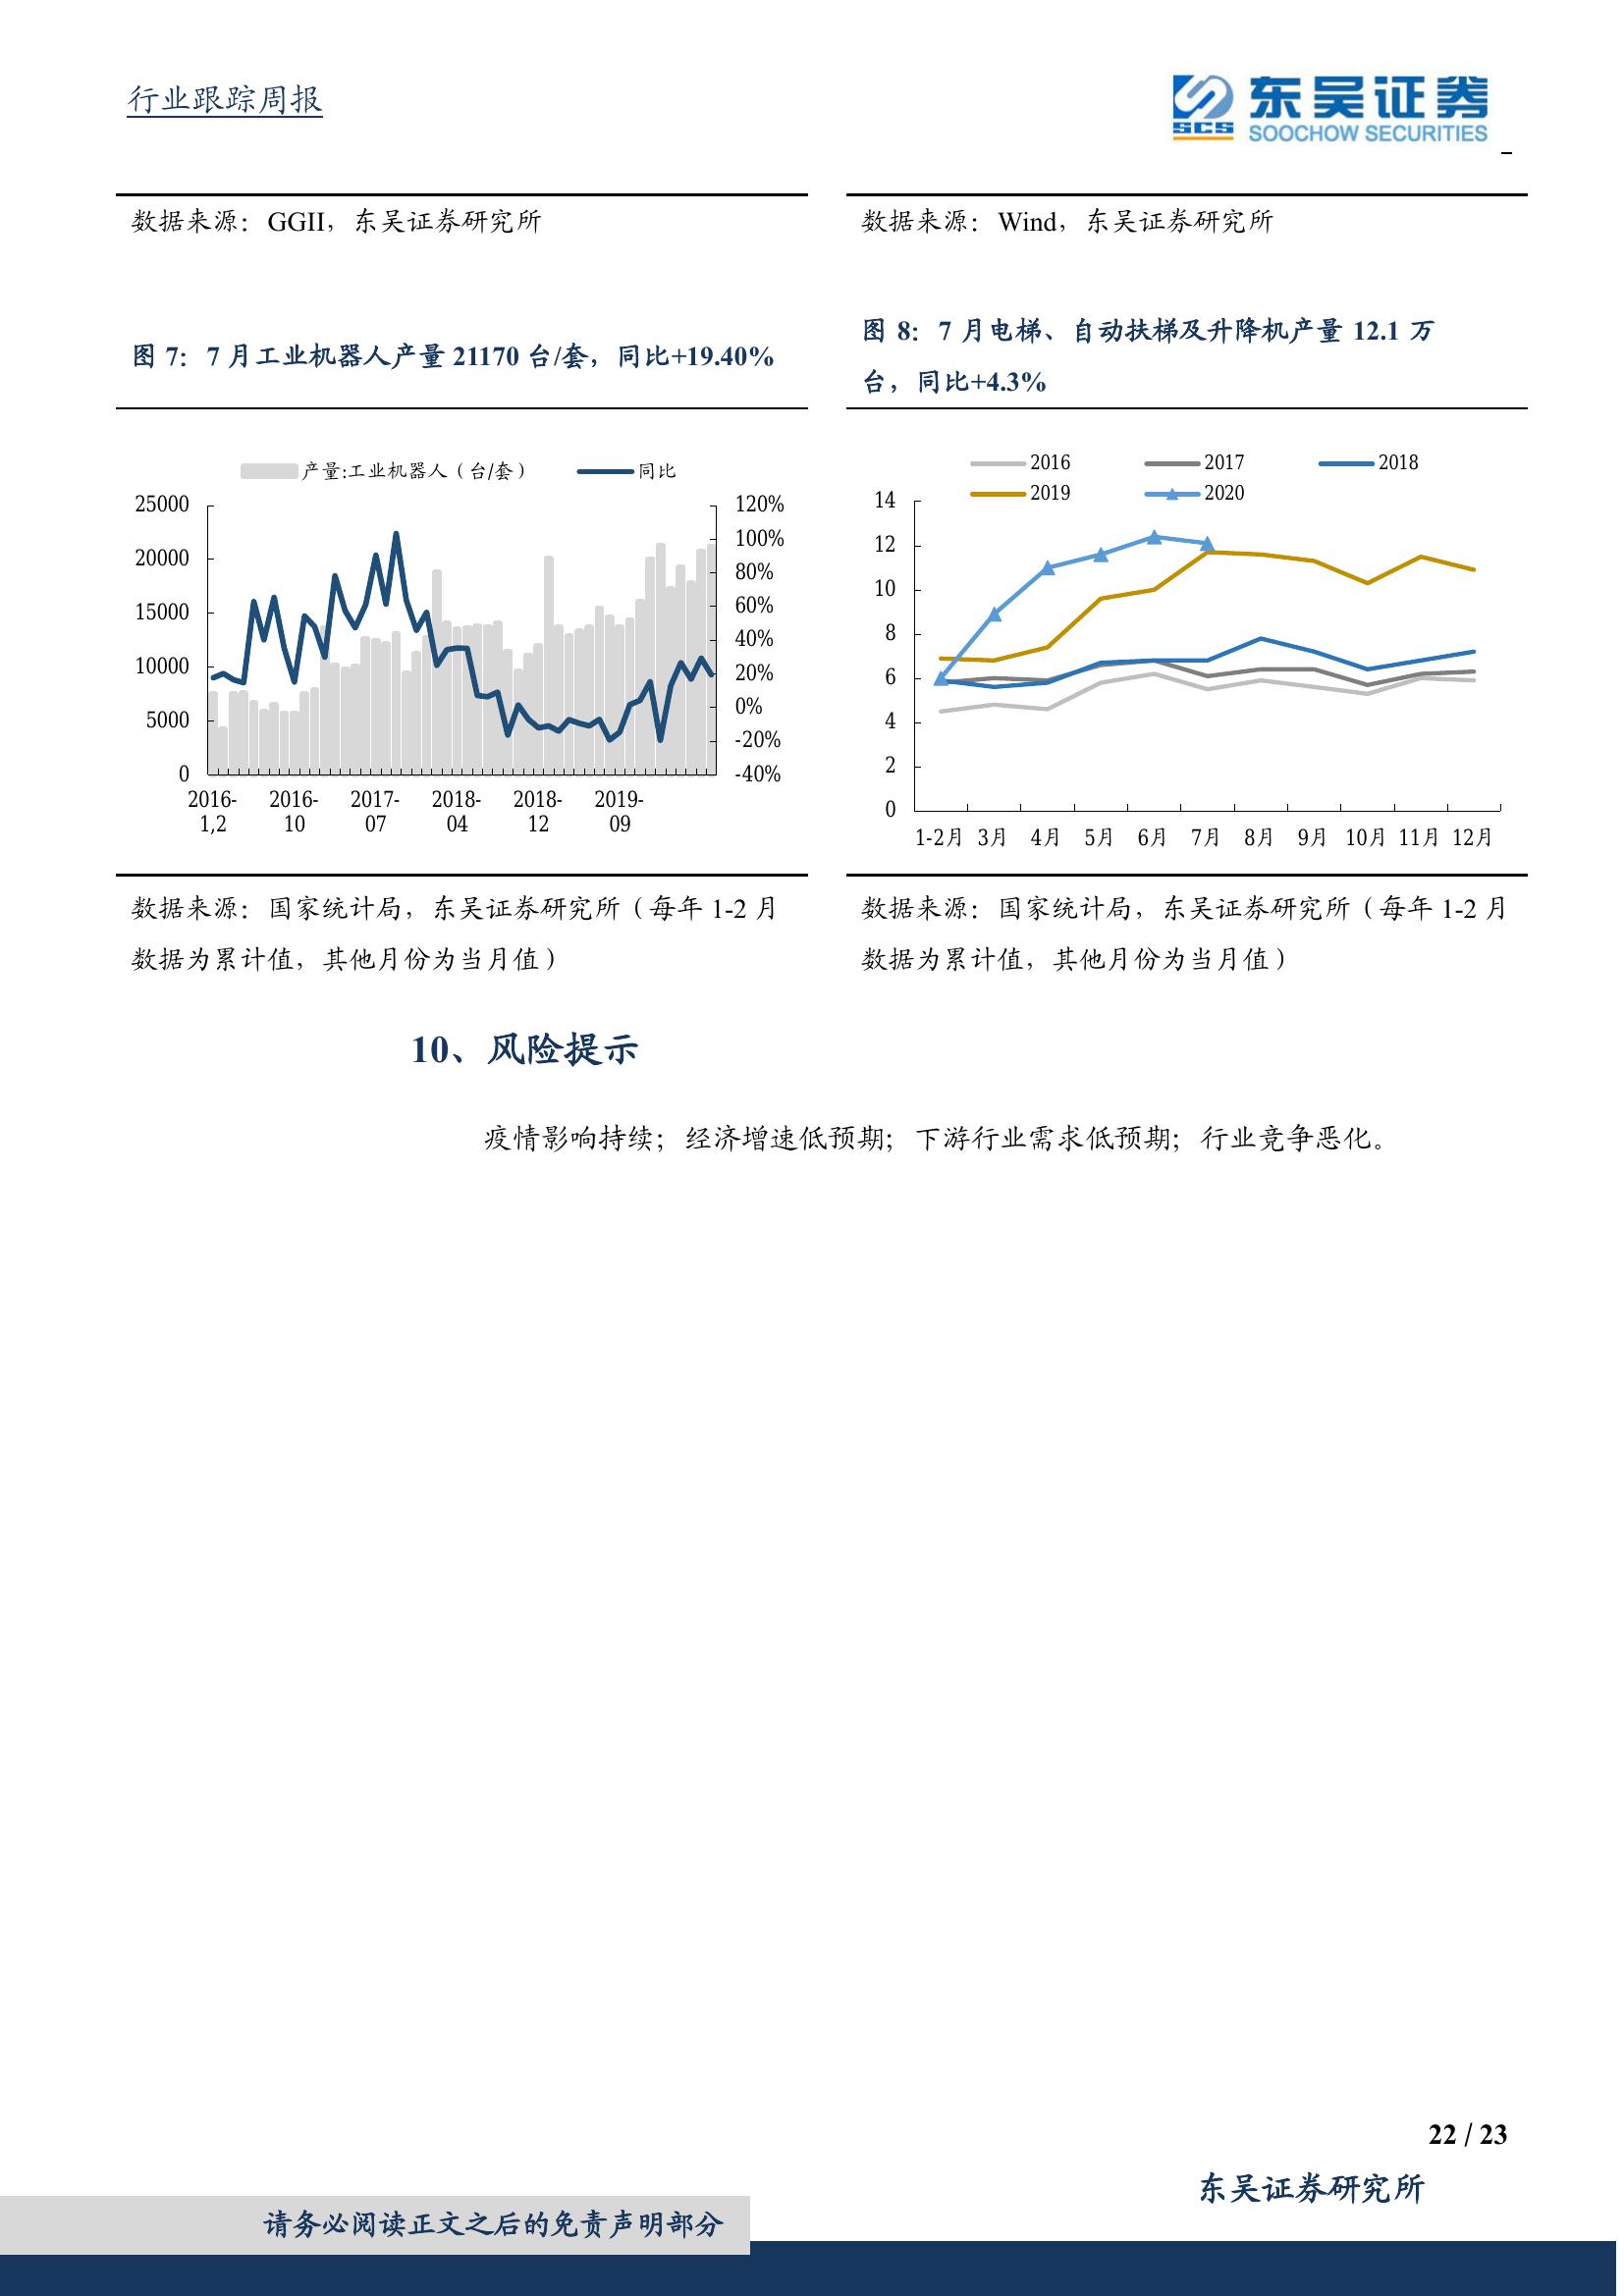 行业跟踪周报
SCS
东吴证券
SOOCHOW SECURITIES
数据来源：GGII，东吴证券研究所
数据来源：Wind，东吴证券研究所
图 7：7 月工业机器人产量 21170 台/套，同比+19.40%
图 8：7 月电梯、自动扶梯及升降机产量 12.1 万
台，同比+4.3%
产量:工业机器人（台/套） 同比
25000
20000
15000
10000
5000
0
120%
100%
80%
60%
40%
20%
0%
-20%
-40%
2016-
1,2
2016-
10
2017-
07
2018-
04
2018-
12
2019-
09
2016 2017 2018
2019 2020
14
12
10
8
6
4
2
0
1-2月 3月 4月 5月 6月 7月 8月 9月 10月 11月 12月
数据来源：国家统计局，东吴证券研究所（每年 1-2 月
数据为累计值，其他月份为当月值）
数据来源：国家统计局，东吴证券研究所（每年 1-2 月
数据为累计值，其他月份为当月值）
10、风险提示
疫情影响持续；经济增速低预期；下游行业需求低预期；行业竞争恶化。
22 / 23
东吴证券研究所
请务必阅读正文之后的免责声明部分